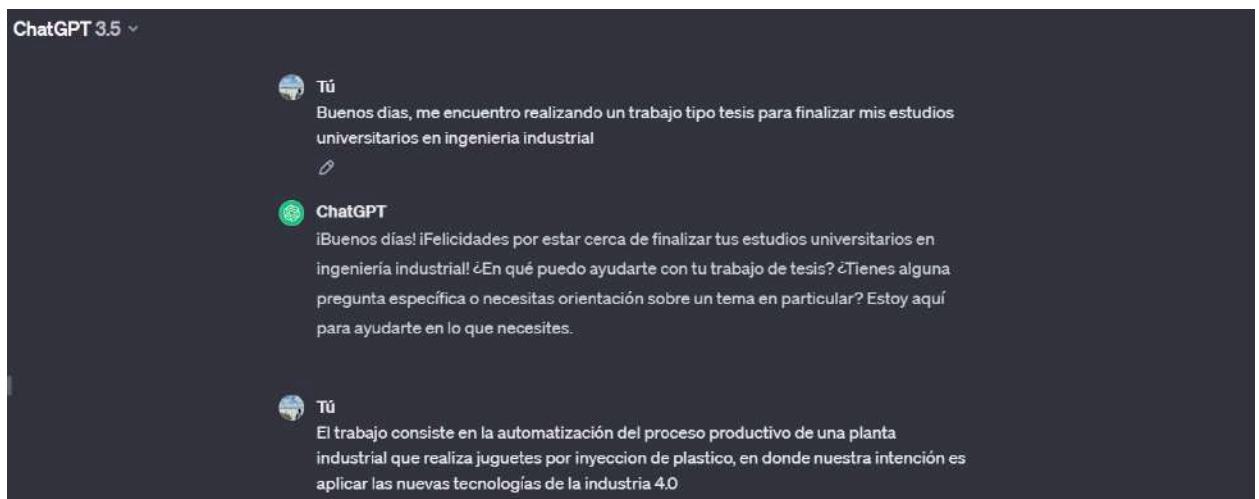 ChatGPT 3.5
Tú
Buenos dias, me encuentro realizando un trabajo tipo tesis para finalizar mis estudios
universitarios en ingenieria industrial
ChatGPT
¡Buenos días! ¡Felicidades por estar cerca de finalizar tus estudios universitarios en
ingeniería industrial! ¿En qué puedo ayudarte con tu trabajo de tesis? ¿Tienes alguna
pregunta específica o necesitas orientación sobre un tema en particular? Estoy aquí
para ayudarte en lo que necesites.
Tú
El trabajo consiste en la automatización del proceso productivo de una planta
industrial que realiza juguetes por inyeccion de plastico, en donde nuestra intención es
aplicar las nuevas tecnologías de la industria 4.0